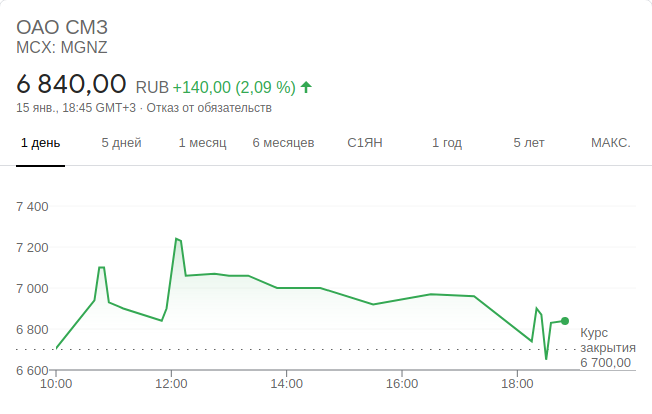 ОАО СМЗ
MCX: MGNZ
6 840,00 RUB +140,00 (2,09 %)
15 янв., 18:45 GMT+3 · Отказ от обязательств
1 день 5 дней 1 месяц 6 месяцев С1ЯН 1 год 5 лет МАКС.
7 400
7 200
7 000
6 800
6 600
Курс
закрытия
6 700,00
10:00 12:00 14:00 16:00 18:00